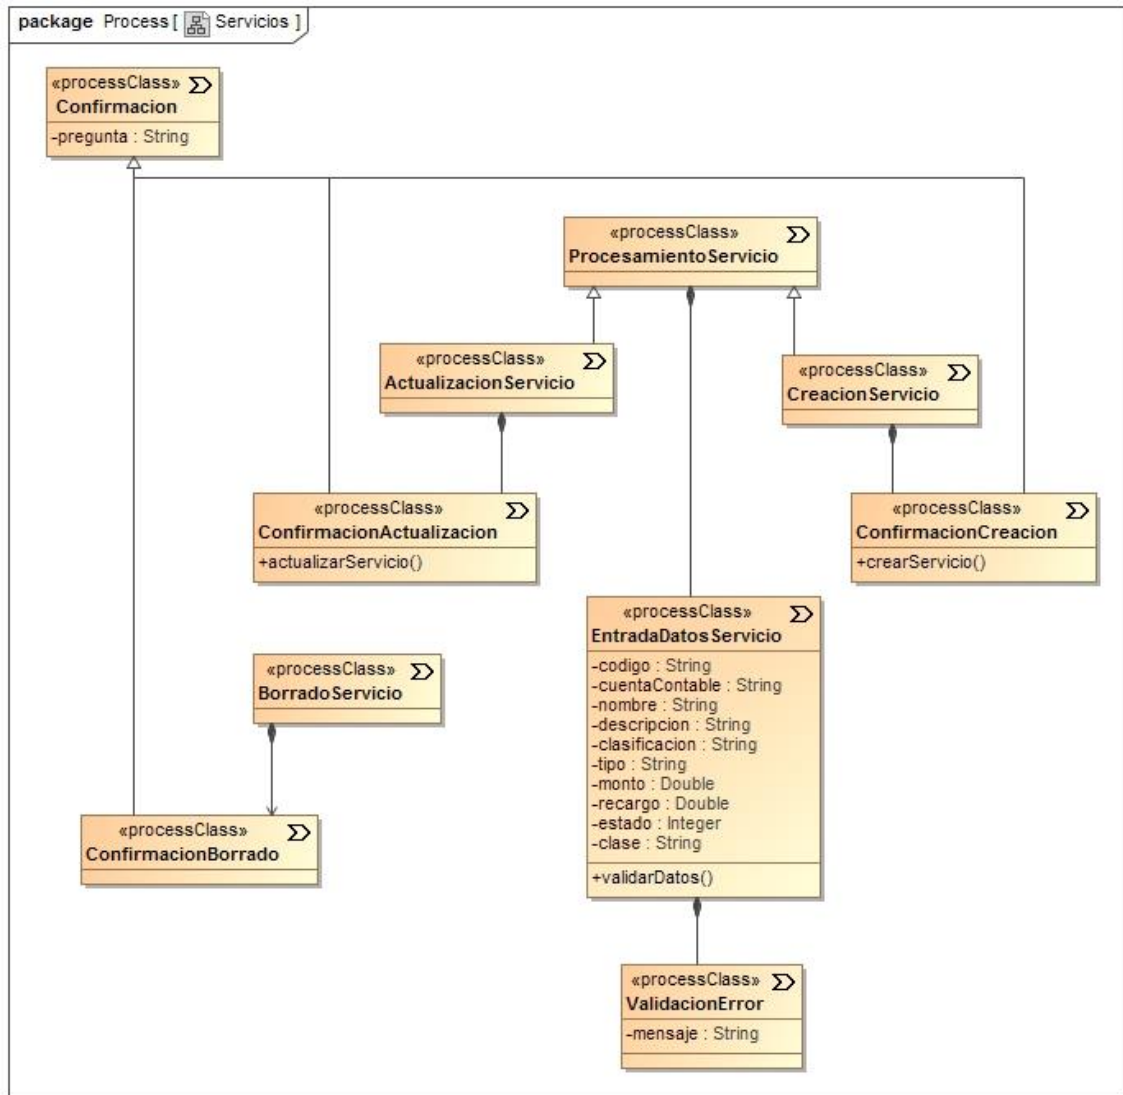 package Process [ Servicios ]
«processClass»
Confirmacion
-pregunta : String
«processClass»
ProcesamientoServicio
«processClass»
ActualizacionServicio
«processClass»
CreacionServicio
«processClass»
ConfirmacionActualizacion
+actualizarServicio()
«processClass»
ConfirmacionCreacion
+crearServicio()
«processClass»
EntradaDatosServicio
-codigo : String
-cuentaContable : String
-nombre : String
-descripcion : String
-clasificacion : String
-tipo : String
-monto : Double
-recargo : Double
-estado : Integer
-clase : String
+validarDatos()
«processClass»
BorradoServicio
«processClass»
ConfirmacionBorrado
«processClass»
ValidacionError
-mensaje : String